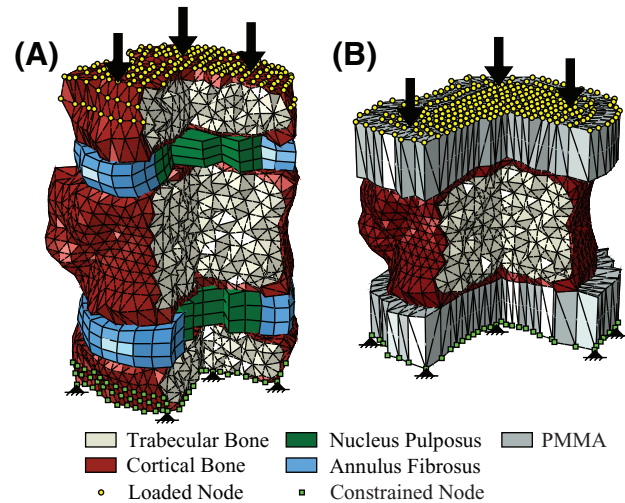 (A)
(B)
Trabecular Bone Nucleus Pulposus PMMA
Cortical Bone Annulus Fibrosus
Loaded Node Constrained Node